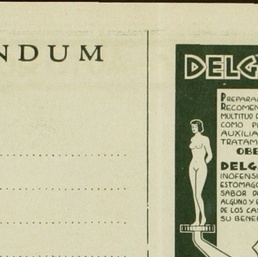 NDUM
DELG
PREPARA
RECOMEN
MULTITUD D
COMO P
AUXILIA
TRATAM
OBE
DELG
INOFENSI
ESTOMAGO
SABOR DE
ALGUNO Y E
DE LOS CAS
SU BENE